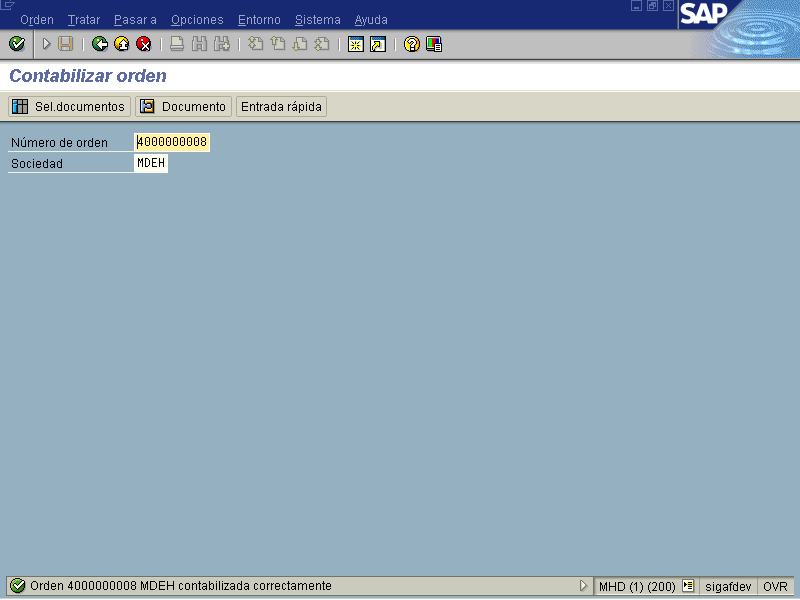 Orden Tratar Pasar a Opciones Entorno Sistema Ayuda
SAP
Contabilizar orden
Sel.documentos Documento Entrada rápida
Número de orden 4000000008
Sociedad MDEH
Orden 4000000008 MDEH contabilizada correctamente MHD (1) (200) sigafdev OVR